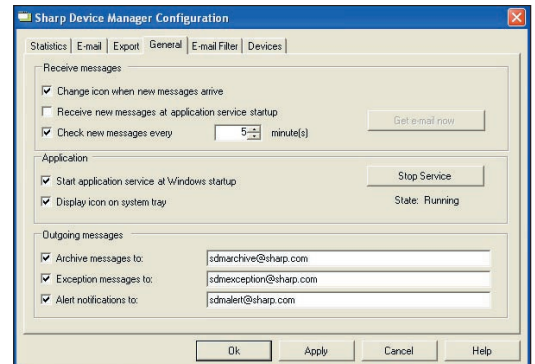 Sharp Device Manager Configuration
Statistics E-mail Export General E-mail Filter Devices
Receive messages
Change icon when new messages arrive
Receive new messages at application service startup
Check new messages every 5 minute(s)
Get e-mail now
Application
Start application service at Windows startup
Stop Service
Display icon on system tray
State: Running
Outgoing messages
Archive messages to: sdmarchive@sharp.com
Exception messages to: sdmexception@sharp.com
Alert notifications to: sdmalert@sharp.com
Ok Apply Cancel Help